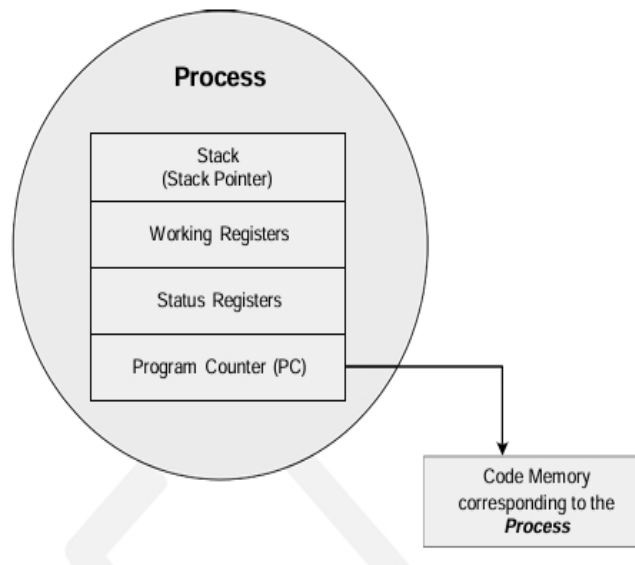 Process
Stack
(Stack Pointer)
Working Registers
Status Registers
Program Counter (PC)
Code Memory
corresponding to the
Process